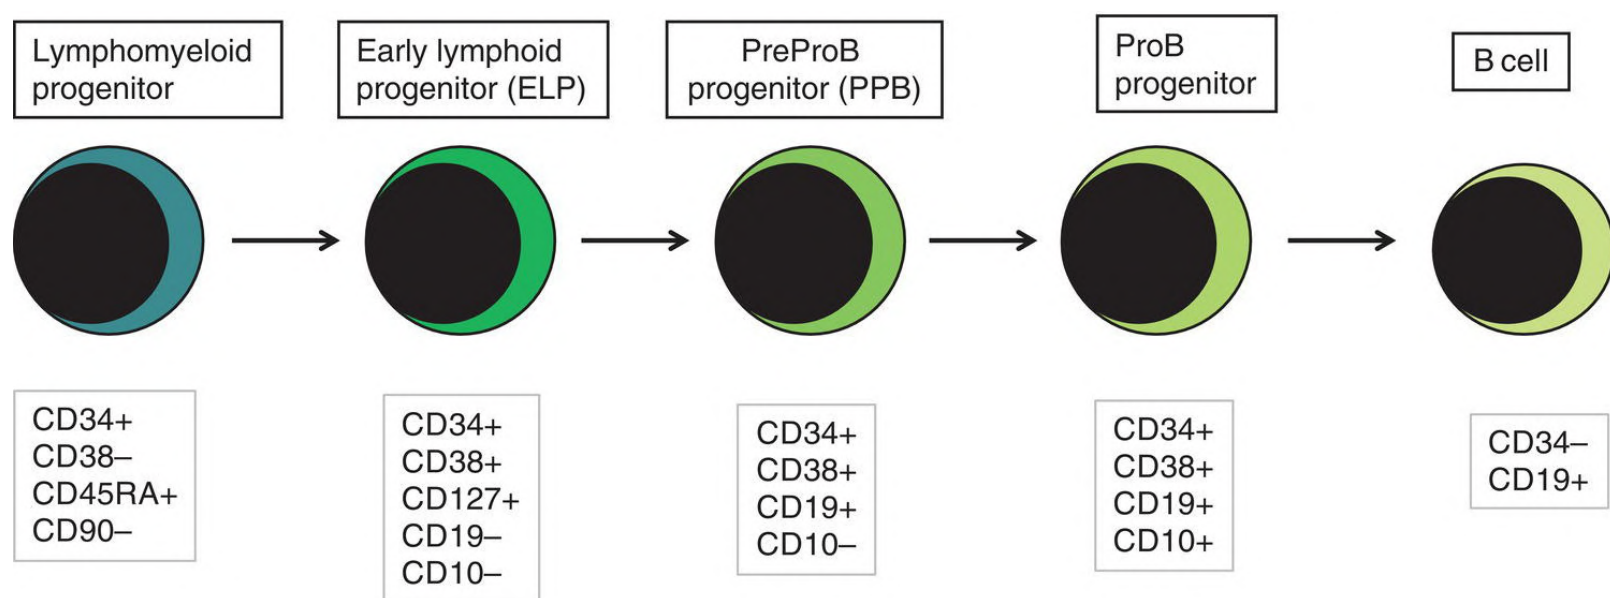 Lymphomyeloid
progenitor
Early lymphoid
progenitor (ELP)
PreProB
progenitor (PPB)
ProB
progenitor
B cell
CD34+
CD38–
CD45RA+
CD90–
CD34+
CD38+
CD127+
CD19–
CD10–
CD34+
CD38+
CD19+
CD10–
CD34+
CD38+
CD19+
CD10+
CD34–
CD19+